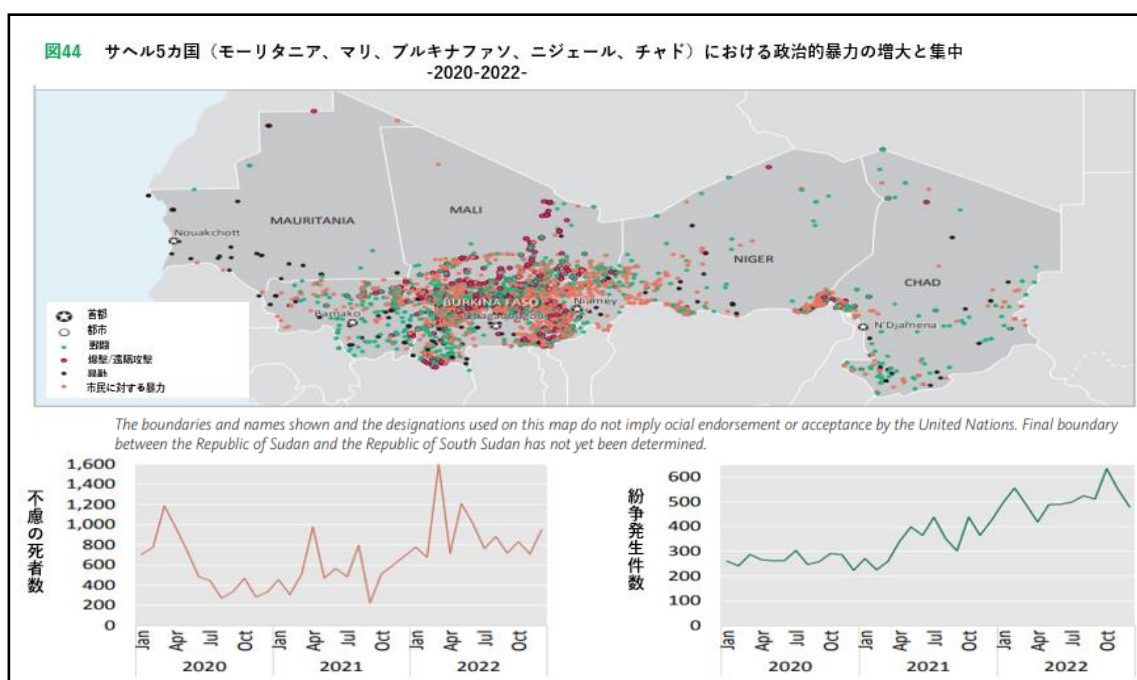 図44 サヘル5カ国（モーリタニア、マリ、ブルキナファソ、ニジェール、チャド）における政治的暴力の増大と集中
-2020-2022-
MAURITANIA
MALI
Nouakchott
NIGER
CHAD
BURKINA FASO
Niamey
Bamako
Ouagadougou
N'Djamena
首都
都市
戦闘
爆撃/遠隔攻撃
暴動
市民に対する暴力
The boundaries and names shown and the designations used on this map do not imply ocial endorsement or acceptance by the United Nations. Final boundary
between the Republic of Sudan and the Republic of South Sudan has not yet been determined.
不慮の死者数
1,600
1,400
1,200
1,000
800
600
400
200
0
Jan Apr Jul Oct Jan Apr Jul Oct Jan Apr Jul Oct
2020 2021 2022
紛争発生件数
600
500
400
300
200
100
0
Jan Apr Jul Oct Jan Apr Jul Oct Jan Apr Jul Oct
2020 2021 2022